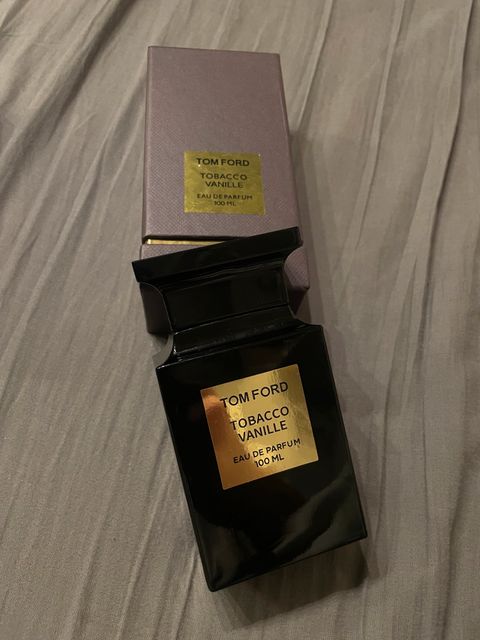 TOM FORD
TOBACCO
VANILLE
EAU DE PARFUM
100 ML
TOM FORD
TOBACCO
VANILLE
EAU DE PARFUM
100 ML